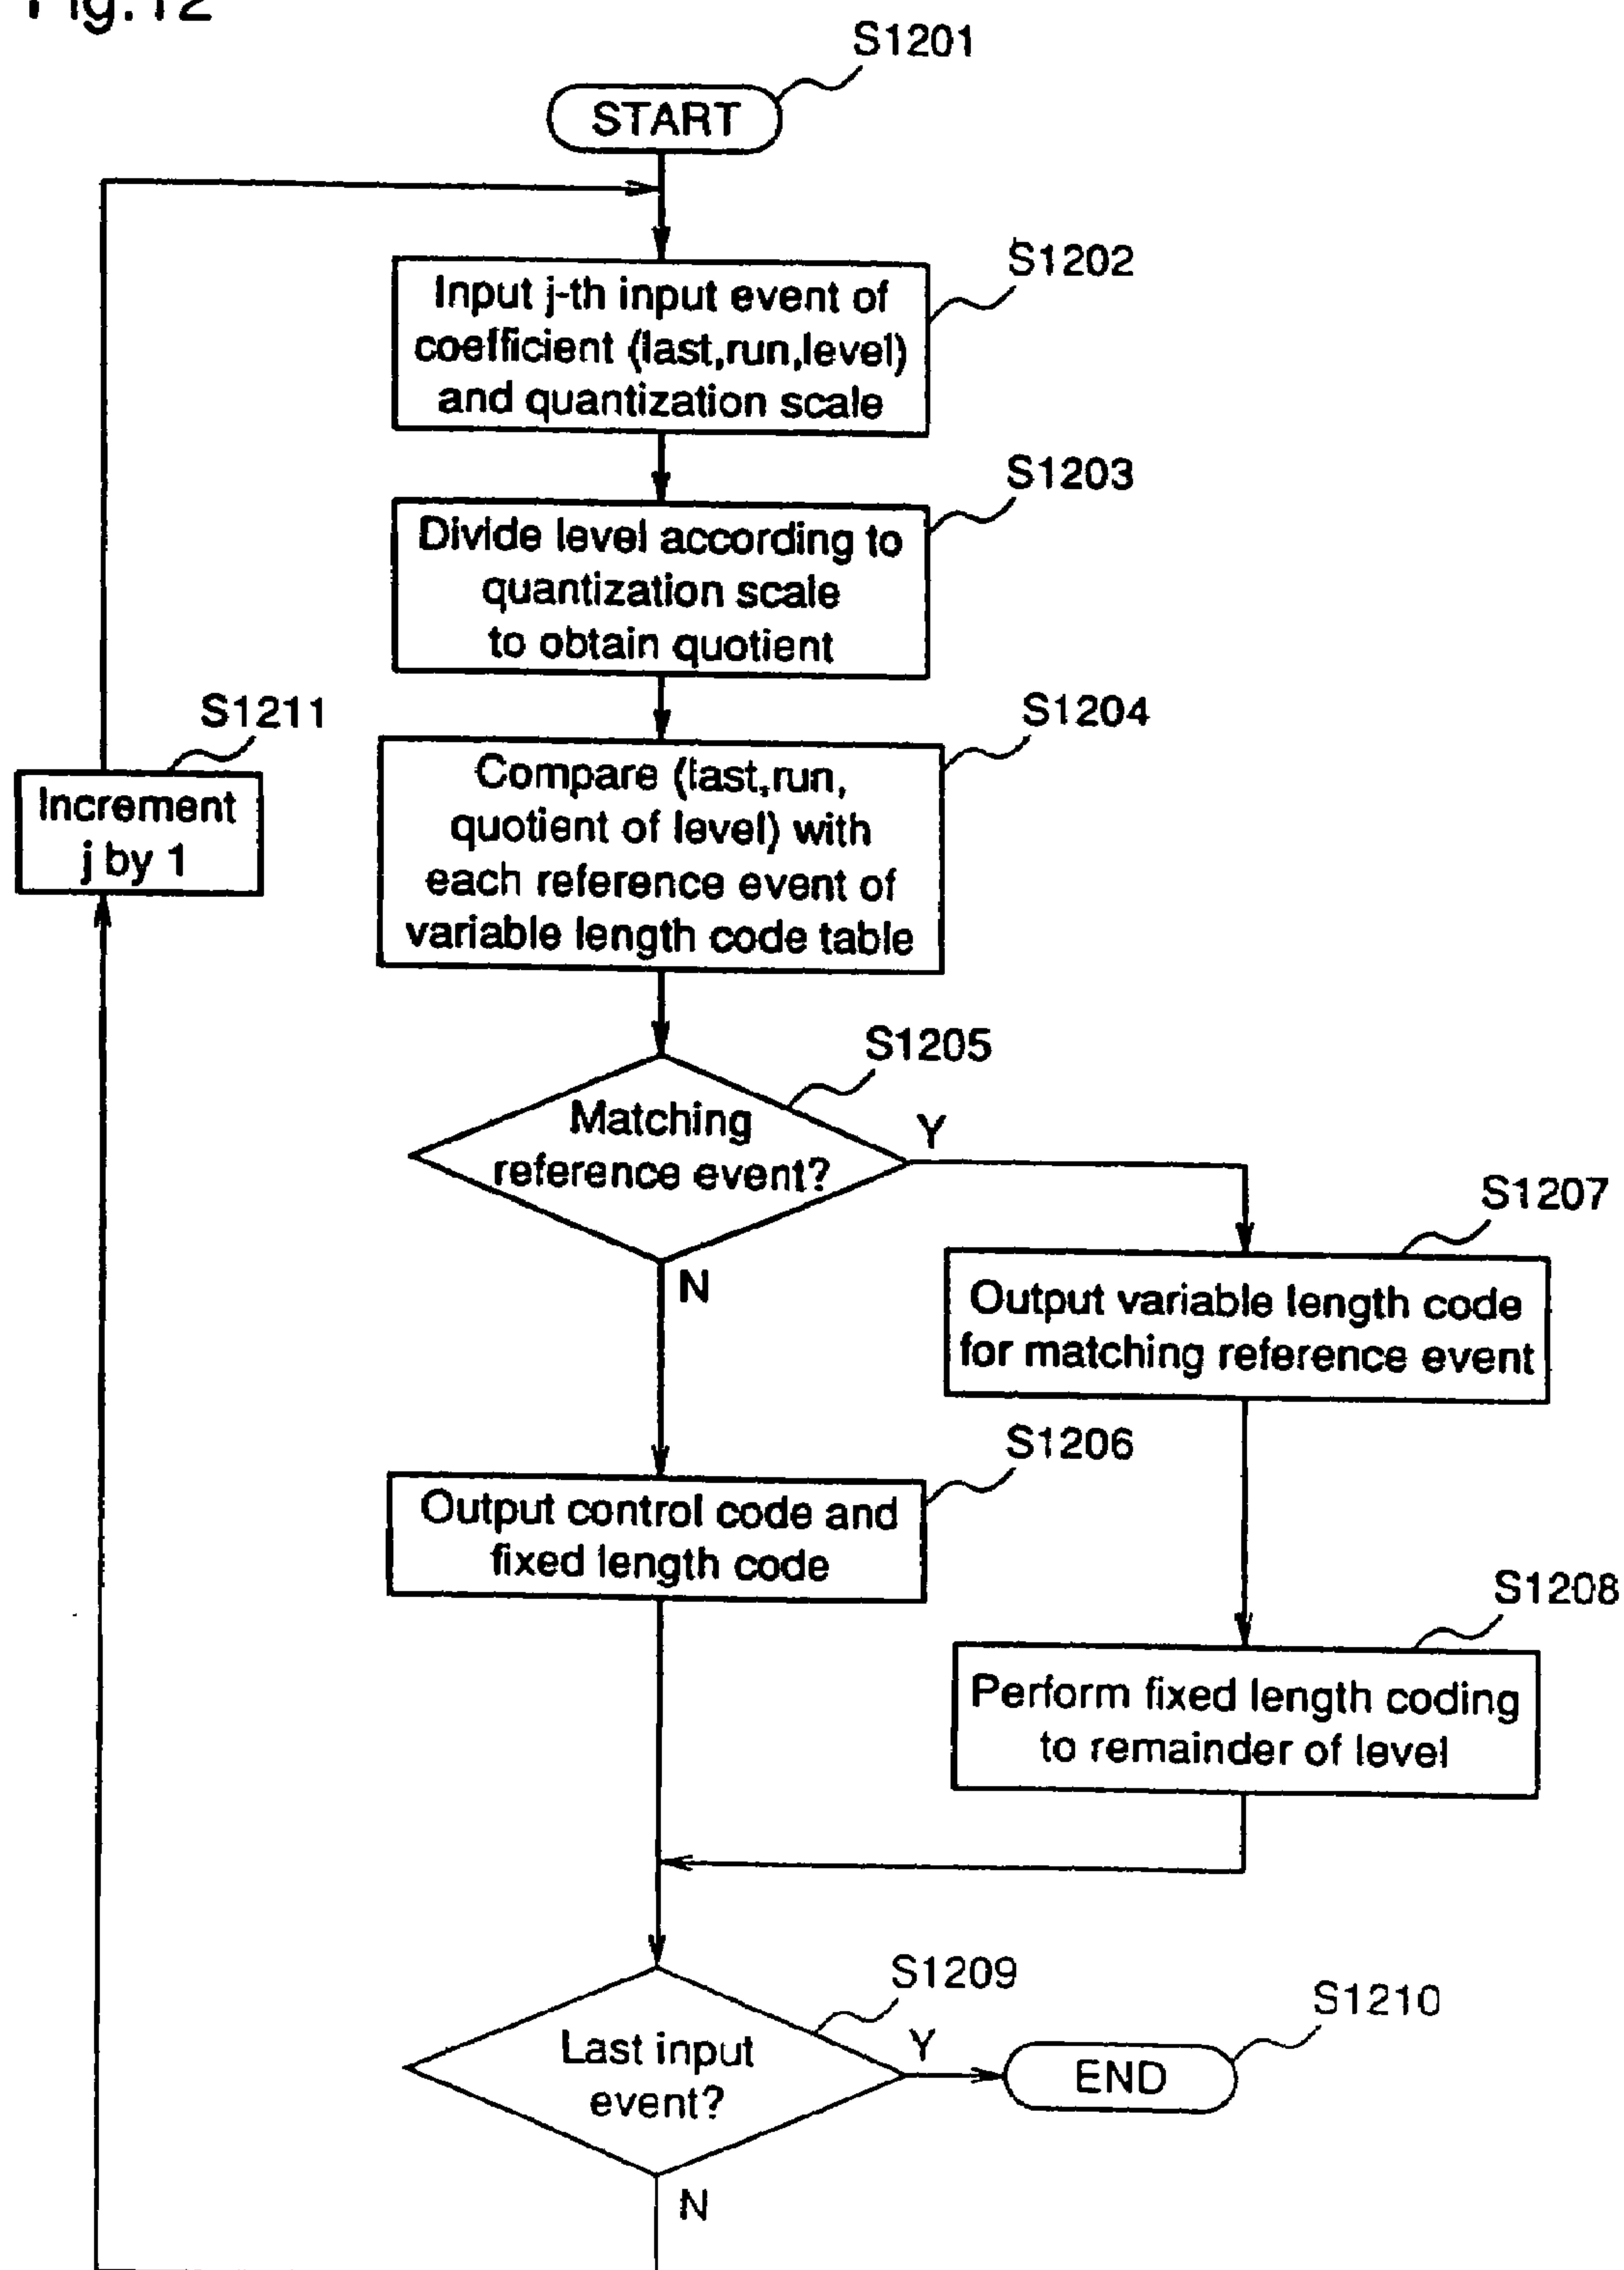 Fig.12
S1201
START
S1202
Input j-th input event of
coefficient (last,run,level)
and quantization scale
S1203
Divide level according to
quantization scale
to obtain quotient
S1211
Increment
j by 1
S1204
Compare (last,run,
quotient of level) with
each reference event of
variable length code table
S1205
Matching
reference event?
Y
N
S1207
Output variable length code
for matching reference event
S1206
Output control code and
fixed length code
S1208
Perform fixed length coding
to remainder of level
S1209
Last input
event?
Y
S1210
END
N